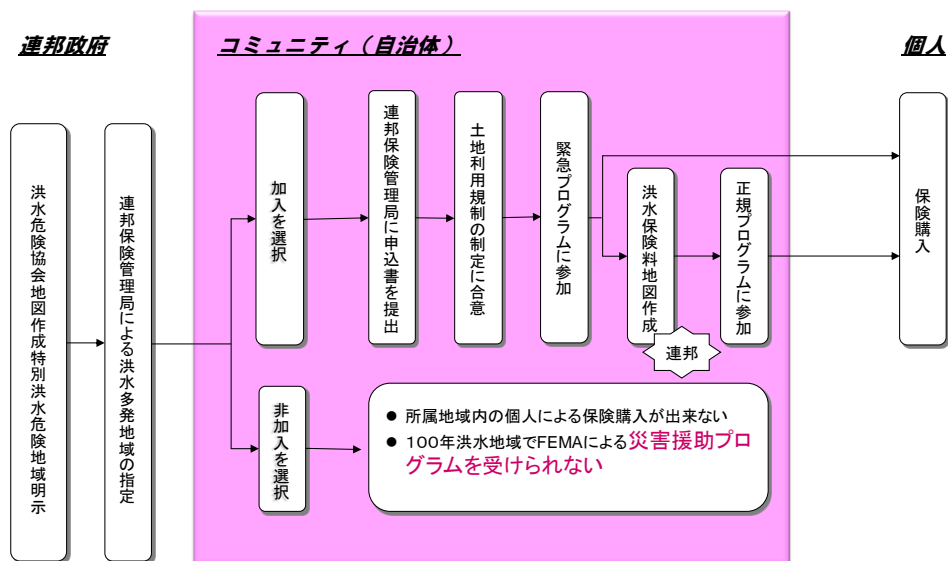 連邦政府
コミュニティ（自治体）
個人
洪水危険協会地図作成特別洪水危険地域明示
連邦保険管理局による洪水多発地域の指定
加入を選択
連邦保険管理局に申込書を提出
土地利用規制の制定に合意
緊急プログラムに参加
洪水保険料地図作成
連邦
正規プログラムに参加
保険購入
非加入を選択
● 所属地域内の個人による保険購入が出来ない
● 100年洪水地域でFEMAによる災害援助プロ
グラムを受けられない